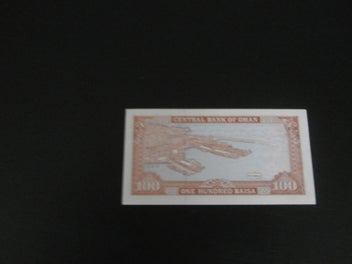 CENTRAL BANK OF OMAN
100 ONE HUNDRED BAISA 100